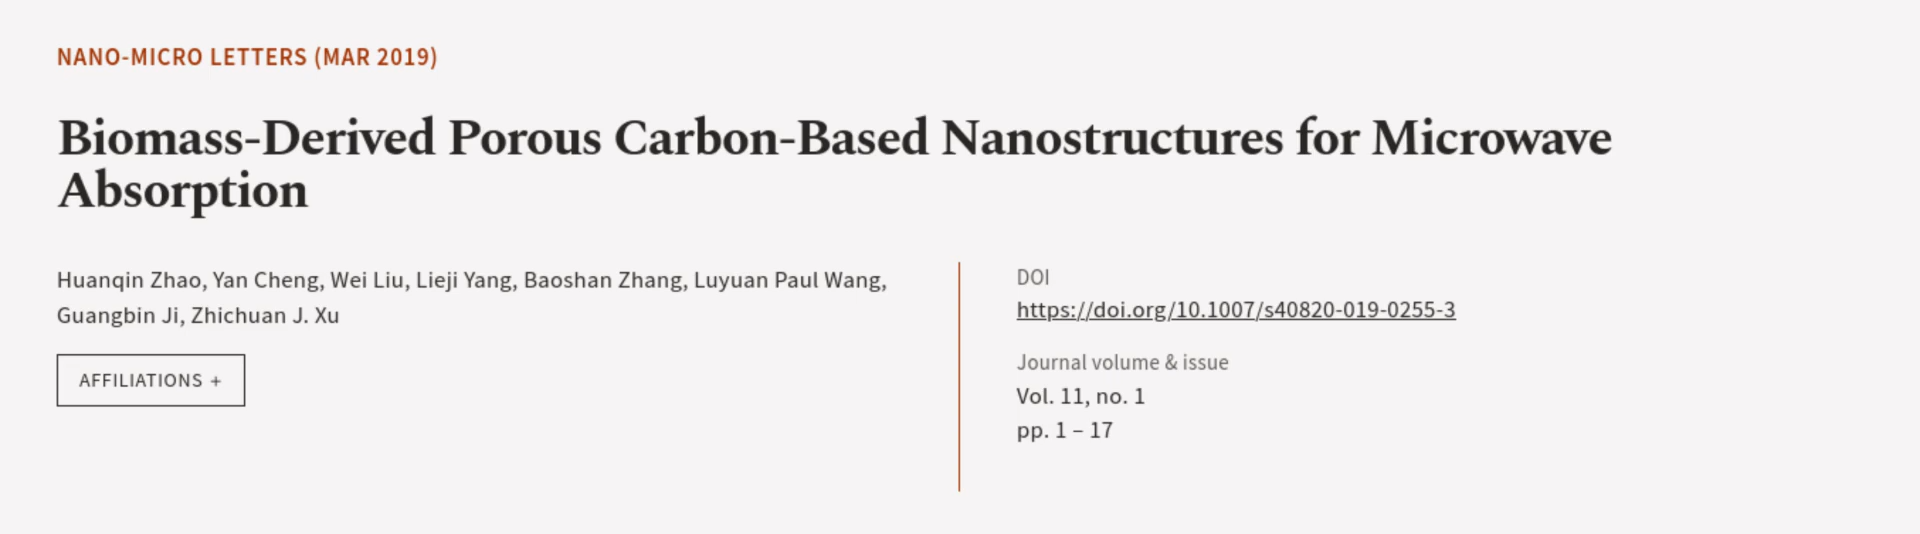 NANO-MICRO LETTERS (MAR 2019)
Biomass-Derived Porous Carbon-Based Nanostructures for Microwave
Absorption
Huanqin Zhao, Yan Cheng, Wei Liu, Lieji Yang, Baoshan Zhang, Luyuan Paul Wang,
Guangbin Ji, Zhichuan J. Xu
AFFILIATIONS +
DOI
https://doi.org/10.1007/s40820-019-0255-3
Journal volume & issue
Vol. 11, no. 1
pp. 1 – 17